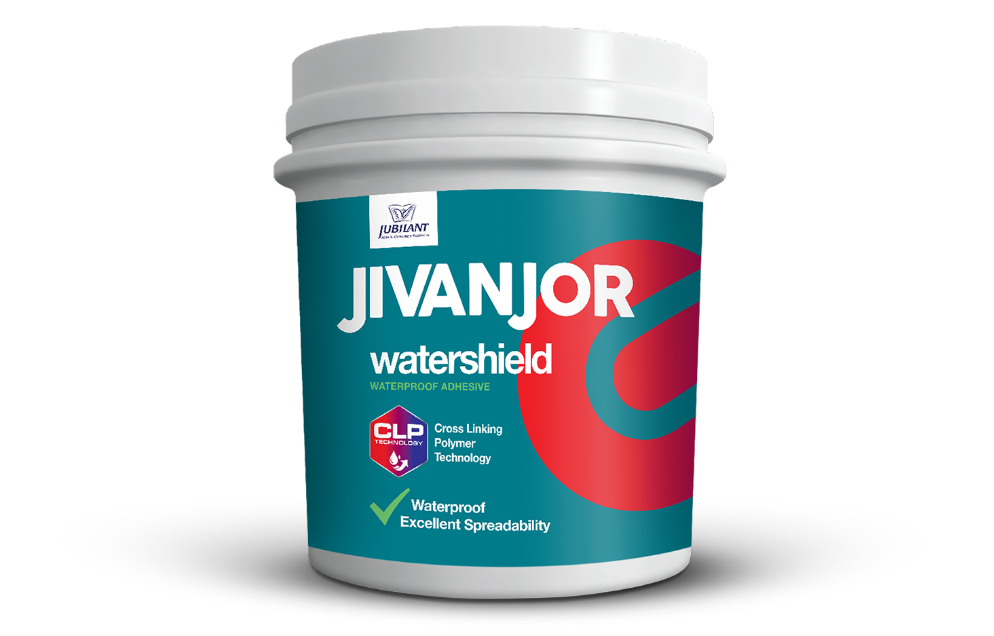 JUBILANT
JIVANJOR
watershield
WATERPROOF ADHESIVE
CLP
TECHNOLOGY
Cross Linking
Polymer
Technology
Waterproof
Excellent Spreadability